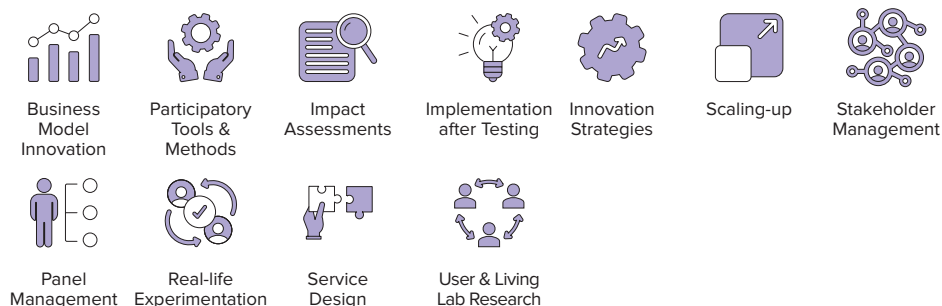 Business
Model
Innovation
Participatory
Tools &
Methods
Impact
Assessments
Implementation
after Testing
Innovation
Strategies
Scaling-up
Stakeholder
Management
Panel
Management
Real-life
Experimentation
Service
Design
User & Living
Lab Research